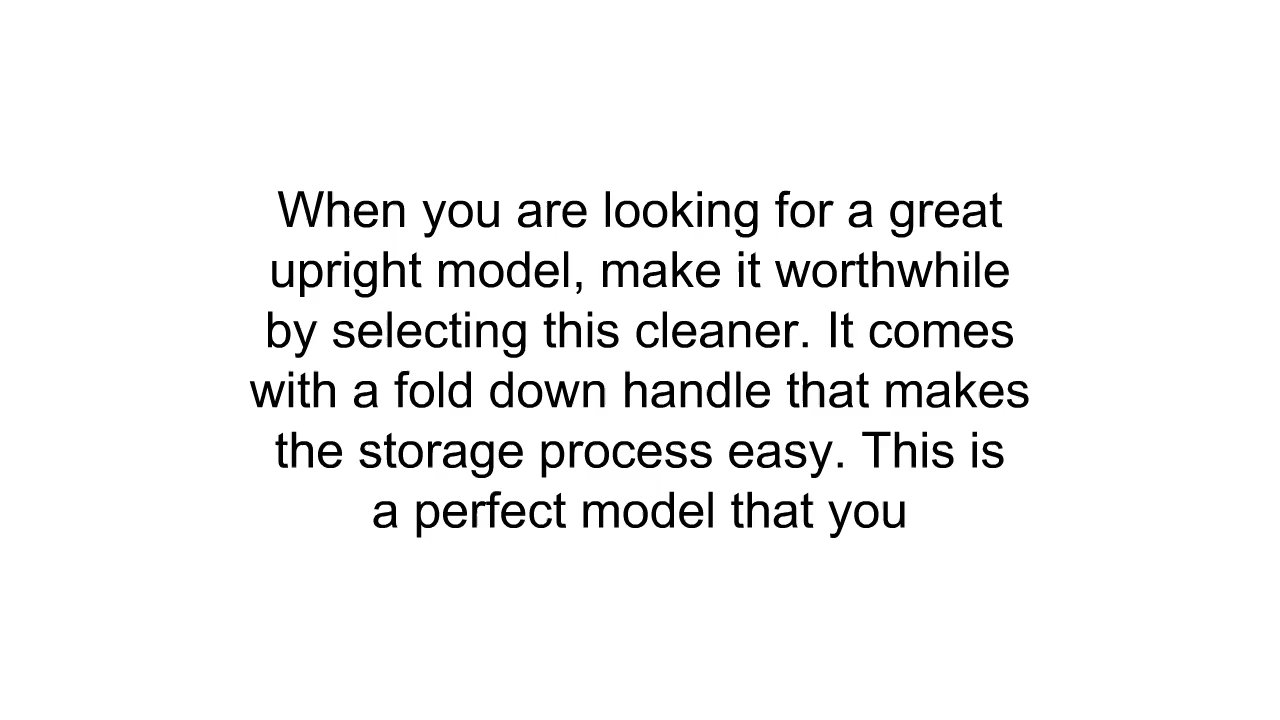 When you are looking for a great
upright model, make it worthwhile
by selecting this cleaner. It comes
with a fold down handle that makes
the storage process easy. This is
a perfect model that you